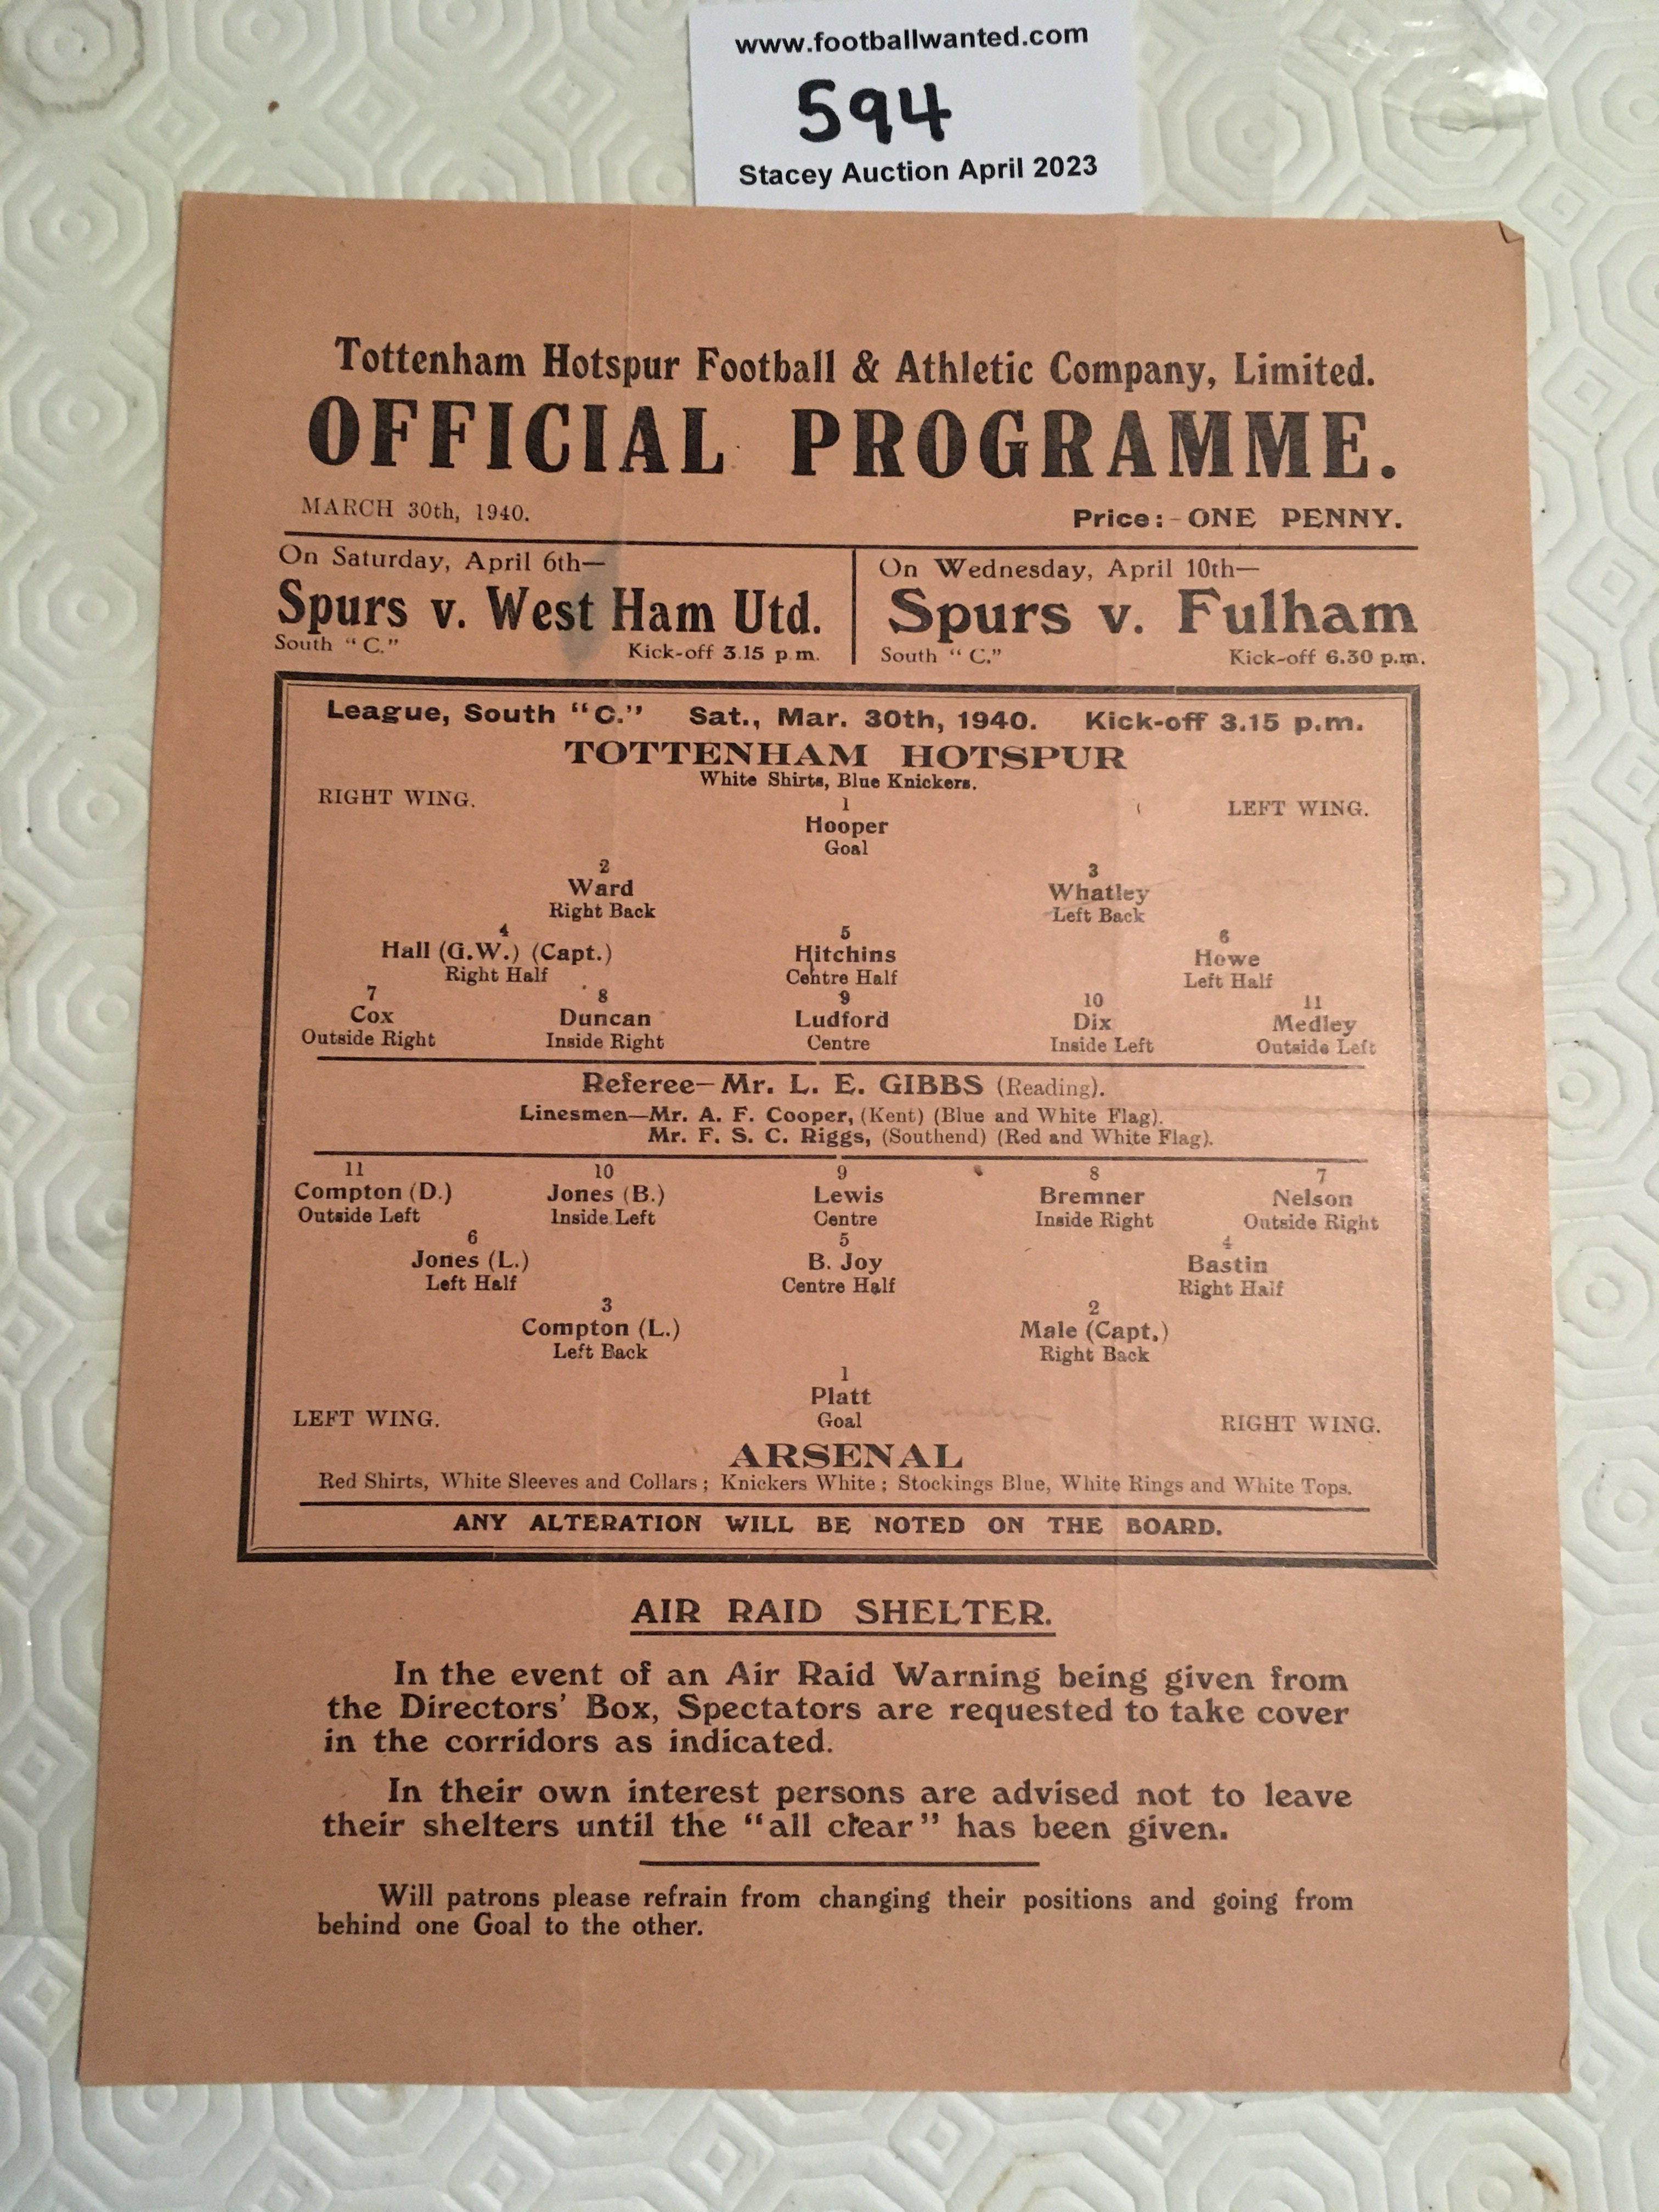 www.footballwanted.com
594
Stacey Auction April 2023
Tottenham Hotspur Football & Athletic Company, Limited.
OFFICIAL PROGRAMME.
MARCH 30th, 1940. Price:- ONE PENNY.
On Saturday, April 6th—
Spurs v. West Ham Utd.
South "C." Kick-off 3.15 p.m.
On Wednesday, April 10th—
Spurs v. Fulham
South "C." Kick-off 6.30 p.m.
League, South "C." Sat., Mar. 30th, 1940. Kick-off 3.15 p.m.
TOTTENHAM HOTSPUR
White Shirts, Blue Knickers.
RIGHT WING. LEFT WING.
1
Hooper
Goal
2 3
Ward Whatley
Right Back Left Back
4 5 6
Hall (G.W.) (Capt.) Hitchins Howe
Right Half Centre Half Left Half
7 8 9 10 11
Cox Duncan Ludford Dix Medley
Outside Right Inside Right Centre Inside Left Outside Left
Referee—Mr. L. E. GIBBS (Reading).
Linesmen—Mr. A. F. Cooper, (Kent) (Blue and White Flag).
Mr. F. S. C. Riggs, (Southend) (Red and White Flag).
11 10 9 8 7
Compton (D.) Jones (B.) Lewis Bremner Nelson
Outside Left Inside Left Centre Inside Right Outside Right
6 5 4
Jones (L.) B. Joy Bastin
Left Half Centre Half Right Half
3 2
Compton (L.) Male (Capt.)
Left Back Right Back
1
Platt
Goal
LEFT WING. RIGHT WING.
ARSENAL
Red Shirts, White Sleeves and Collars; Knickers White; Stockings Blue, White Rings and White Tops.
ANY ALTERATION WILL BE NOTED ON THE BOARD.
AIR RAID SHELTER.
In the event of an Air Raid Warning being given from
the Directors' Box, Spectators are requested to take cover
in the corridors as indicated.
In their own interest persons are advised not to leave
their shelters until the "all clear" has been given.
Will patrons please refrain from changing their positions and going from
behind one Goal to the other.